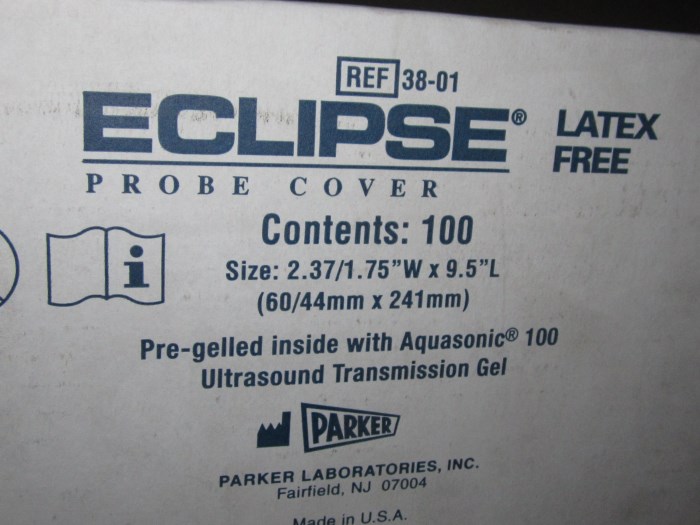 REF 38-01
ECLIPSE® LATEX FREE
PROBE COVER
Contents: 100
i
Size: 2.37/1.75”W x 9.5”L
(60/44mm x 241mm)
Pre-gelled inside with Aquasonic® 100
Ultrasound Transmission Gel
PARKER
PARKER LABORATORIES, INC.
Fairfield, NJ 07004
Made in U.S.A.